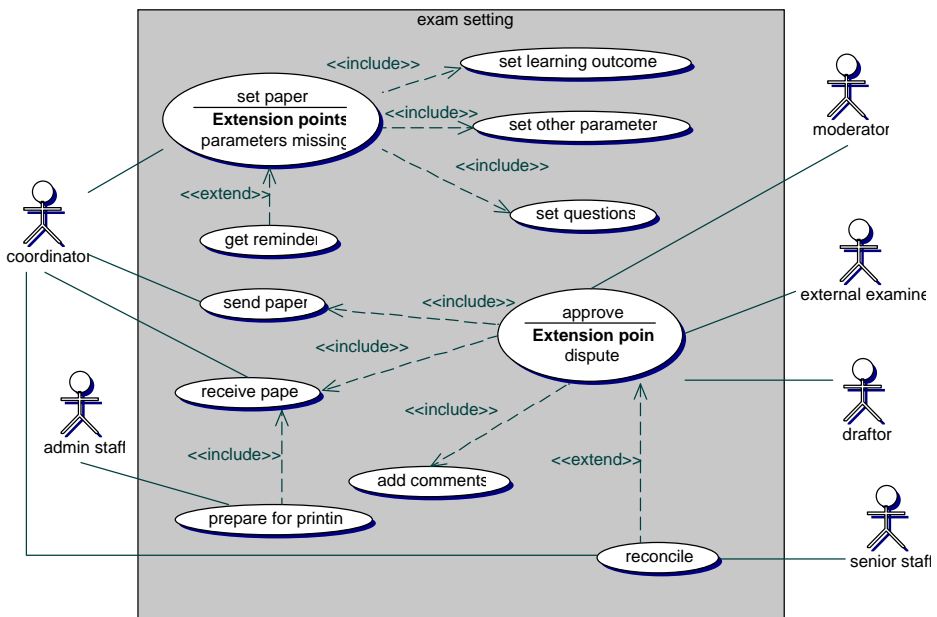 exam setting
<<include>>
set learning outcome
set paper
Extension points
parameters missing
<<include>>
set other parameter
moderator
<<include>>
<<extend>>
set questions
get reminder
coordinator
send paper
<<include>>
approve
Extension poin
dispute
external examine
<<include>>
receive pape
admin staff
<<include>>
draftor
<<include>>
<<extend>>
add comments
prepare for printin
reconcile
senior staff